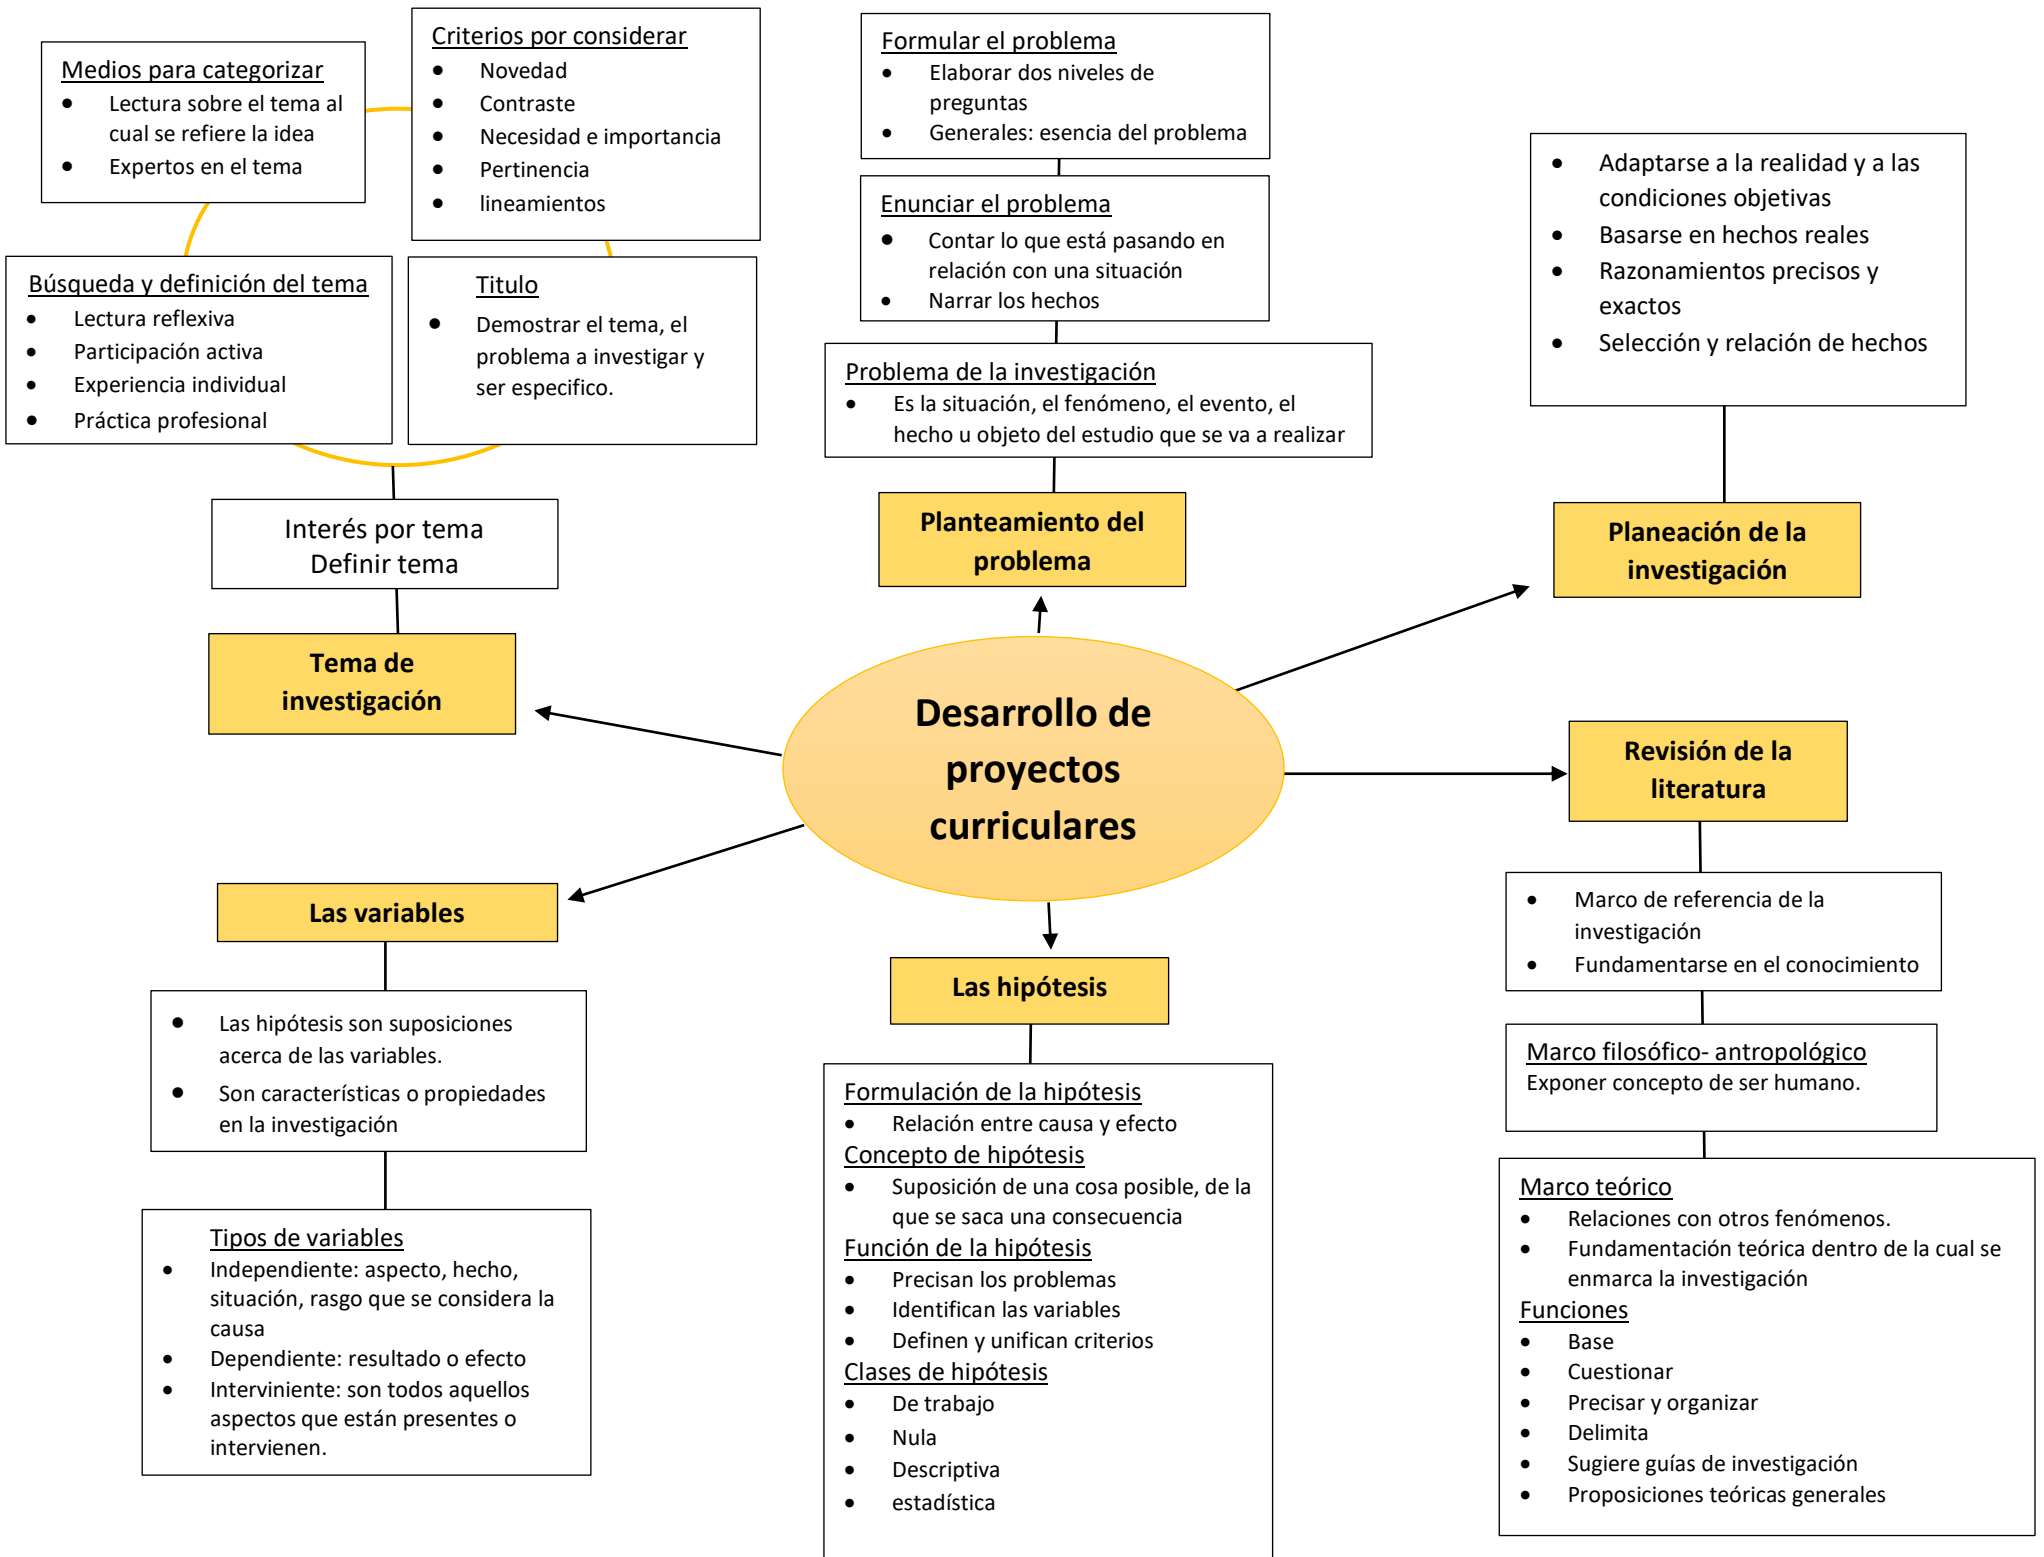 Medios para categorizar
Lectura sobre el tema al
cual se refiere la idea
Expertos en el tema
Criterios por considerar
Novedad
Contraste
Necesidad e importancia
Pertinencia
lineamientos
Búsqueda y definición del tema
Lectura reflexiva
Participación activa
Experiencia individual
Práctica profesional
Titulo
Demostrar el tema, el
problema a investigar y
ser especifico.
Interés por tema
Definir tema
Tema de
investigación
Formular el problema
Elaborar dos niveles de
preguntas
Generales: esencia del problema
Enunciar el problema
Contar lo que está pasando en
relación con una situación
Narrar los hechos
Problema de la investigación
Es la situación, el fenómeno, el evento, el
hecho u objeto del estudio que se va a realizar
Planteamiento del
problema
Adaptarse a la realidad y a las
condiciones objetivas
Basarse en hechos reales
Razonamientos precisos y
exactos
Selección y relación de hechos
Planeación de la
investigación
Desarrollo de
proyectos
curriculares
Revisión de la
literatura
Marco de referencia de la
investigación
Fundamentarse en el conocimiento
Marco filosófico- antropológico
Exponer concepto de ser humano.
Marco teórico
Relaciones con otros fenómenos.
Fundamentación teórica dentro de la cual se
enmarca la investigación
Funciones
Base
Cuestionar
Precisar y organizar
Delimita
Sugiere guías de investigación
Proposiciones teóricas generales
Las variables
Las hipótesis son suposiciones
acerca de las variables.
Son características o propiedades
en la investigación
Tipos de variables
Independiente: aspecto, hecho,
situación, rasgo que se considera la
causa
Dependiente: resultado o efecto
Interviniente: son todos aquellos
aspectos que están presentes o
intervienen.
Las hipótesis
Formulación de la hipótesis
Relación entre causa y efecto
Concepto de hipótesis
Suposición de una cosa posible, de la
que se saca una consecuencia
Función de la hipótesis
Precisan los problemas
Identifican las variables
Definen y unifican criterios
Clases de hipótesis
De trabajo
Nula
Descriptiva
estadística